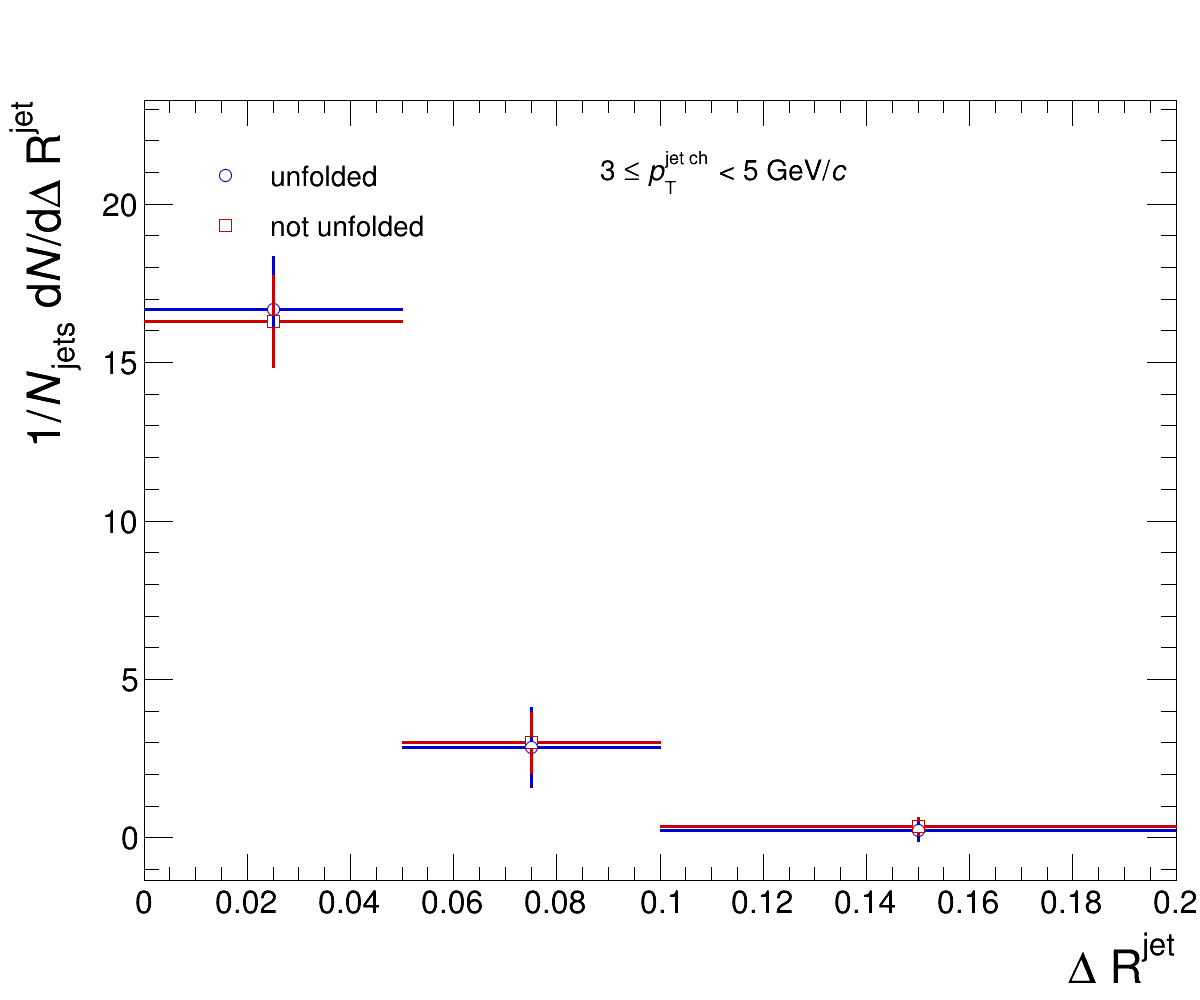 1/N_jets dN/dΔ R^jet
unfolded
not unfolded
3 ≤ p_T^jet ch < 5 GeV/c
20
15
10
5
0
0 0.02 0.04 0.06 0.08 0.1 0.12 0.14 0.16 0.18 0.2
Δ R^jet